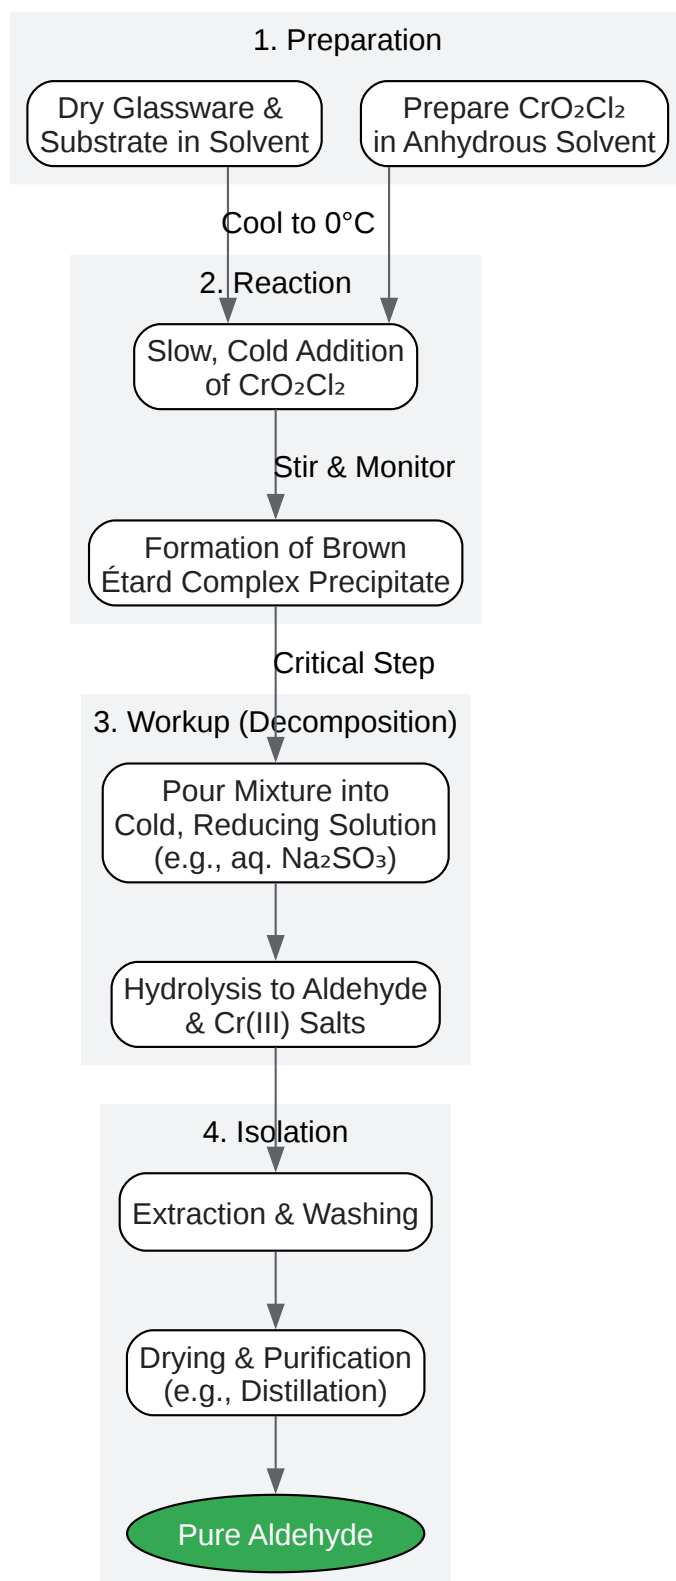 1. Preparation
Dry Glassware &
Substrate in Solvent
Prepare CrO₂Cl₂
in Anhydrous Solvent
Cool to 0°C
2. Reaction
Slow, Cold Addition
of CrO₂Cl₂
Stir & Monitor
Formation of Brown
Étard Complex Precipitate
Critical Step
3. Workup (Decomposition)
Pour Mixture into
Cold, Reducing Solution
(e.g., aq. Na₂SO₃)
Hydrolysis to Aldehyde
& Cr(III) Salts
4. Isolation
Extraction & Washing
Drying & Purification
(e.g., Distillation)
Pure Aldehyde